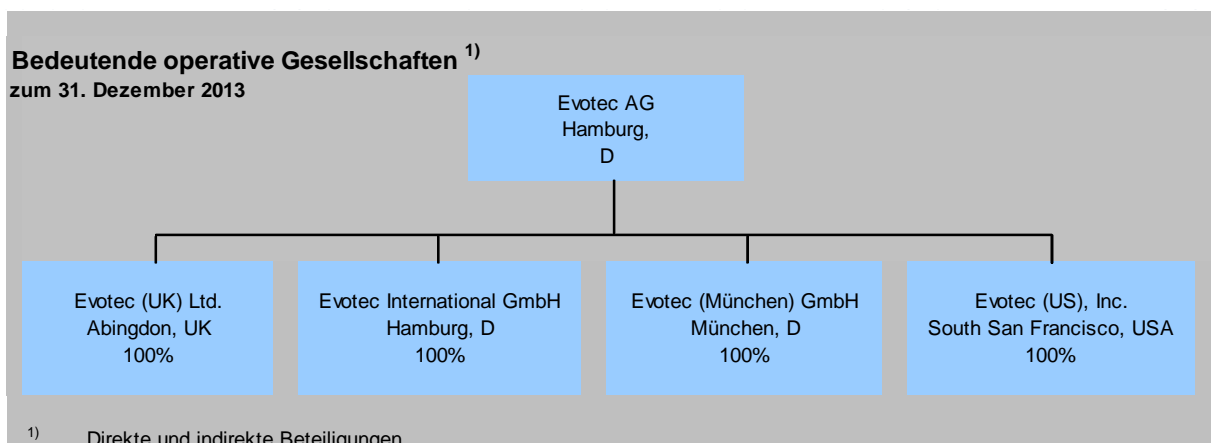 Bedeutende operative Gesellschaften 1)
zum 31. Dezember 2013
Evotec AG
Hamburg,
D
Evotec (UK) Ltd.
Abingdon, UK
100%
Evotec International GmbH
Hamburg, D
100%
Evotec (München) GmbH
München, D
100%
Evotec (US), Inc.
South San Francisco, USA
100%
1) Direkte und indirekte Beteiligungen